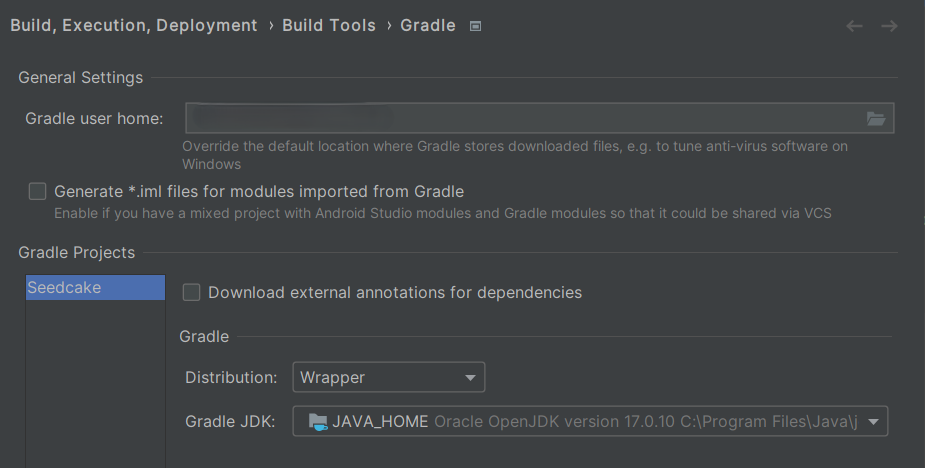 Build, Execution, Deployment › Build Tools › Gradle
General Settings
Gradle user home:
Override the default location where Gradle stores downloaded files, e.g. to tune anti-virus software on
Windows
Generate *.iml files for modules imported from Gradle
Enable if you have a mixed project with Android Studio modules and Gradle modules so that it could be shared via VCS
Gradle Projects
Seedcake
Download external annotations for dependencies
Gradle
Distribution: Wrapper
Gradle JDK: JAVA_HOME Oracle OpenJDK version 17.0.10 C:\Program Files\Java\j